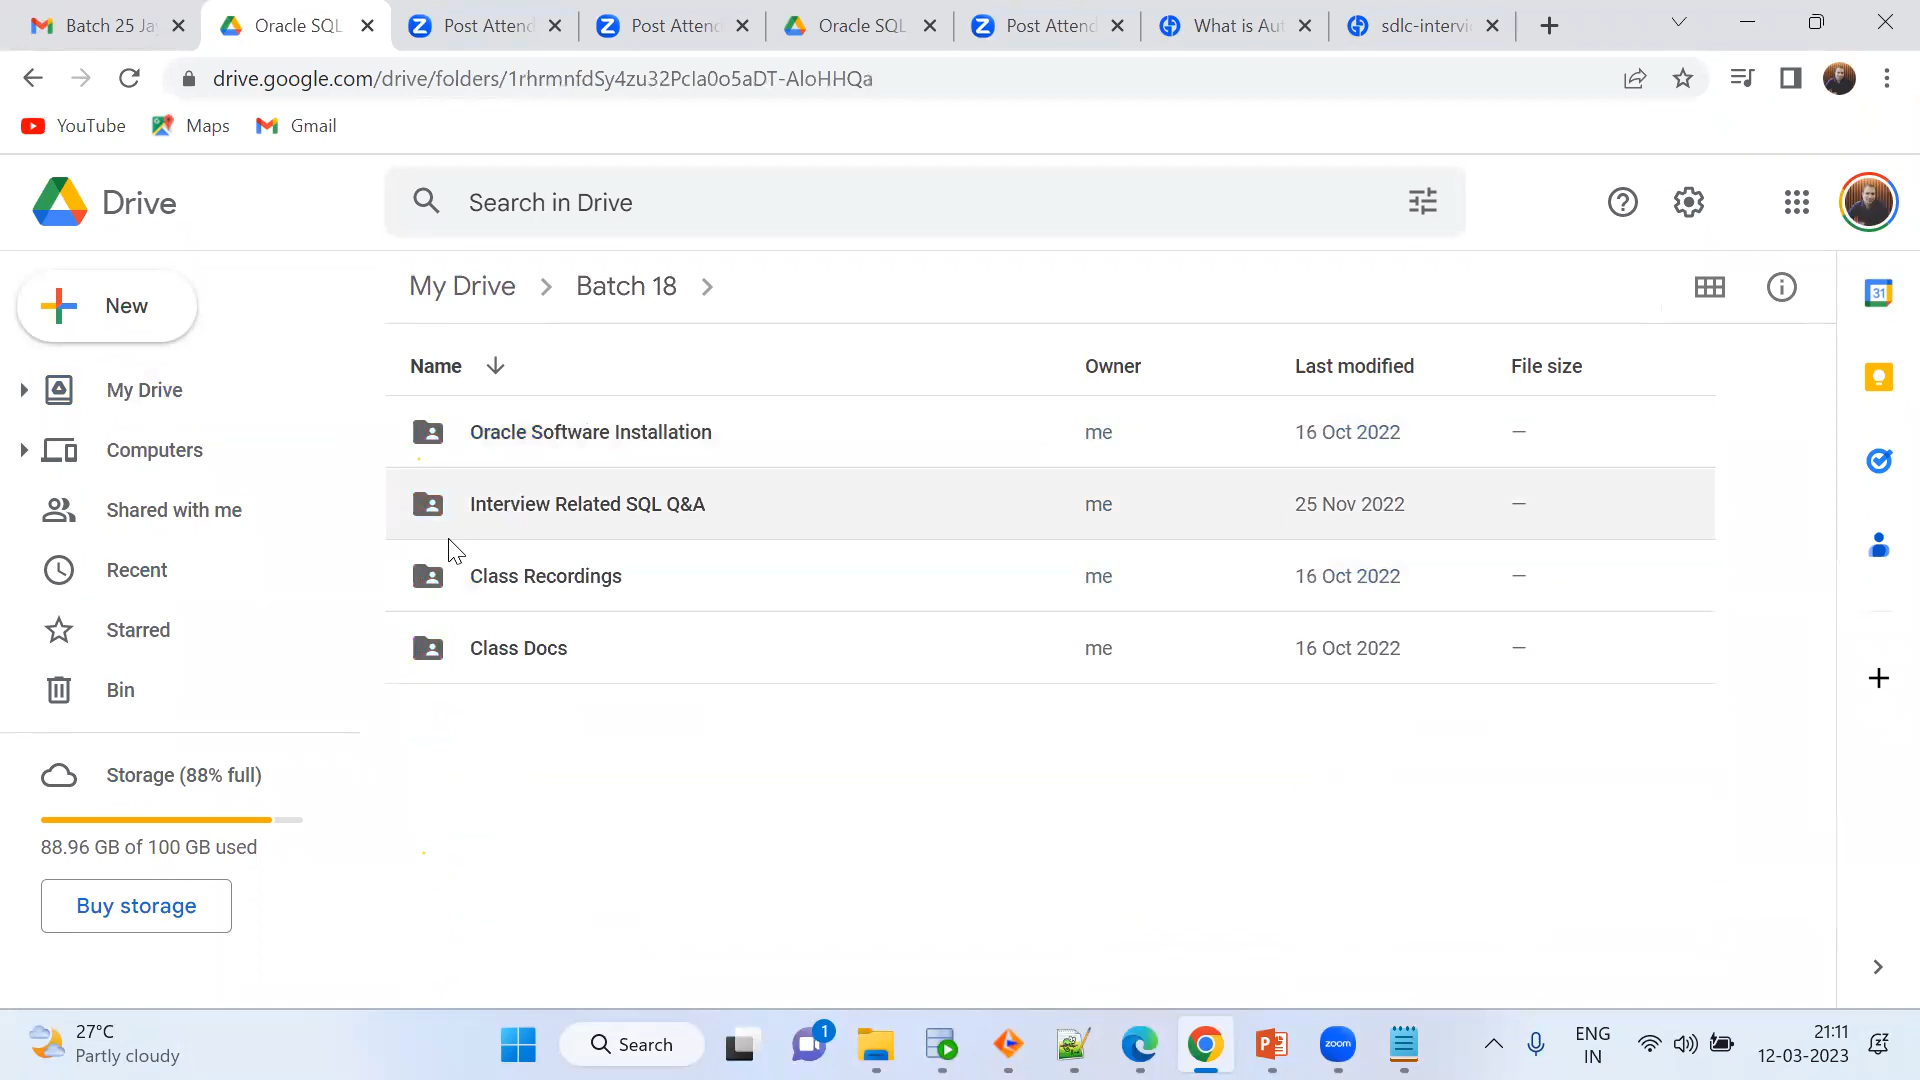 Batch 25 Ja
Oracle SQL
Post Attend
Post Attend
Oracle SQL
Post Attend
What is Aut
sdlc-intervi
drive.google.com/drive/folders/1rhrmnfdSy4zu32PcIa0o5aDT-AloHHQa
YouTube
Maps
Gmail
Drive
Search in Drive
New
My Drive > Batch 18 >
31
Name
Owner
Last modified
File size
My Drive
Oracle Software Installation
me
16 Oct 2022
—
Computers
Interview Related SQL Q&A
me
25 Nov 2022
—
Shared with me
Class Recordings
me
16 Oct 2022
—
Recent
Class Docs
me
16 Oct 2022
—
Starred
Bin
Storage (88% full)
88.96 GB of 100 GB used
Buy storage
27°C
Partly cloudy
Search
1
zoom
ENG
IN
21:11
12-03-2023